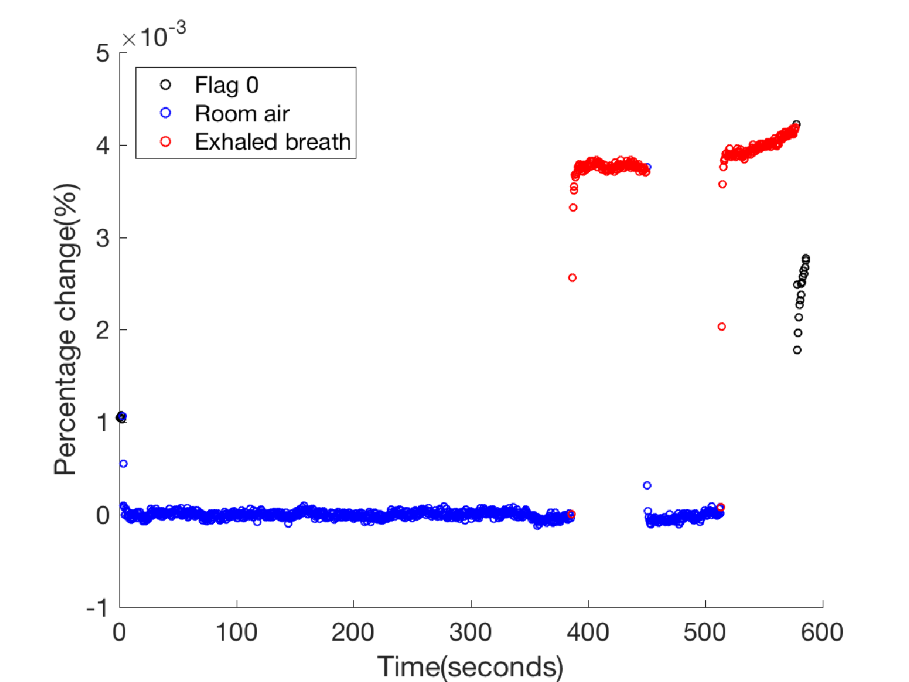 ×10⁻³
5
4
3
2
1
0
-1
Percentage change(%)
Flag 0
Room air
Exhaled breath
0 100 200 300 400 500 600
Time(seconds)